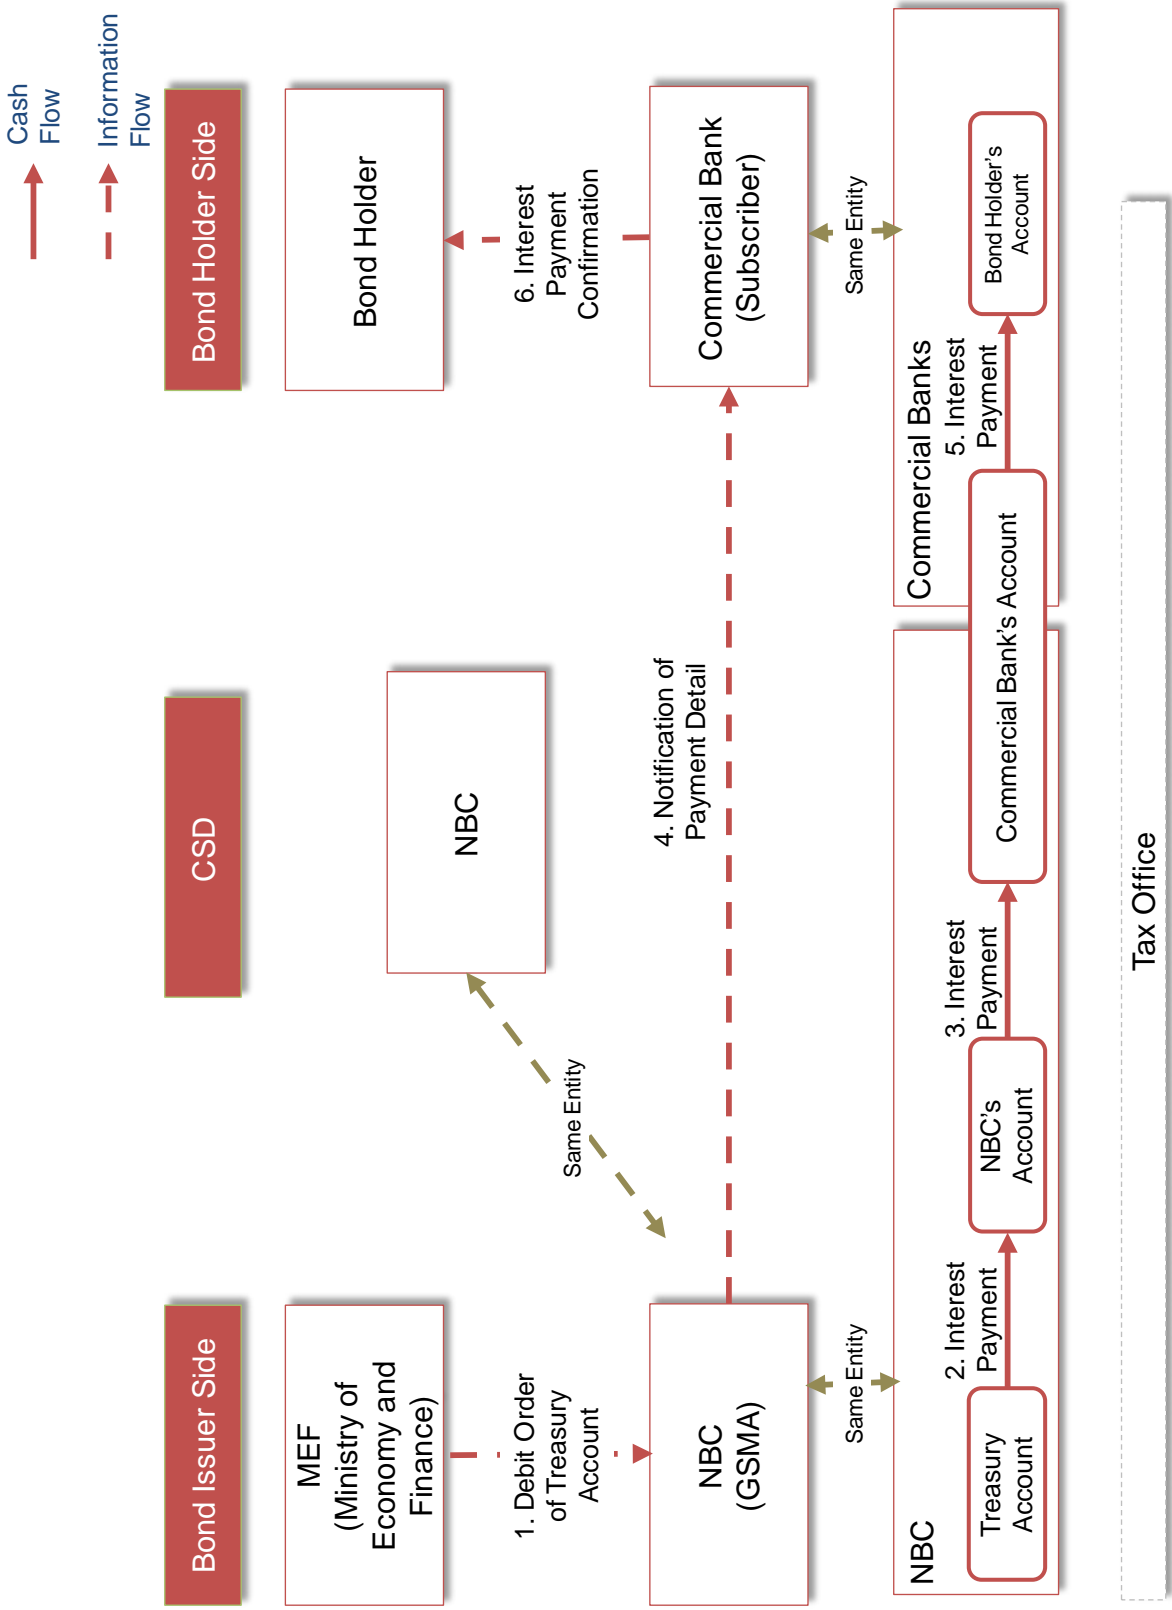 Cash
Flow
Information
Flow
Bond Issuer Side
CSD
Bond Holder Side
MEF
(Ministry of
Economy and
Finance)
NBC
Bond Holder
1. Debit Order
of Treasury
Account
Same Entity
6. Interest
Payment
Confirmation
NBC
(GSMA)
4. Notification of
Payment Detail
Commercial Bank
(Subscriber)
Same Entity
Same Entity
NBC
Commercial Banks
2. Interest
Payment
3. Interest
Payment
5. Interest
Payment
Treasury
Account
NBC's
Account
Commercial Bank's Account
Bond Holder's
Account
Tax Office